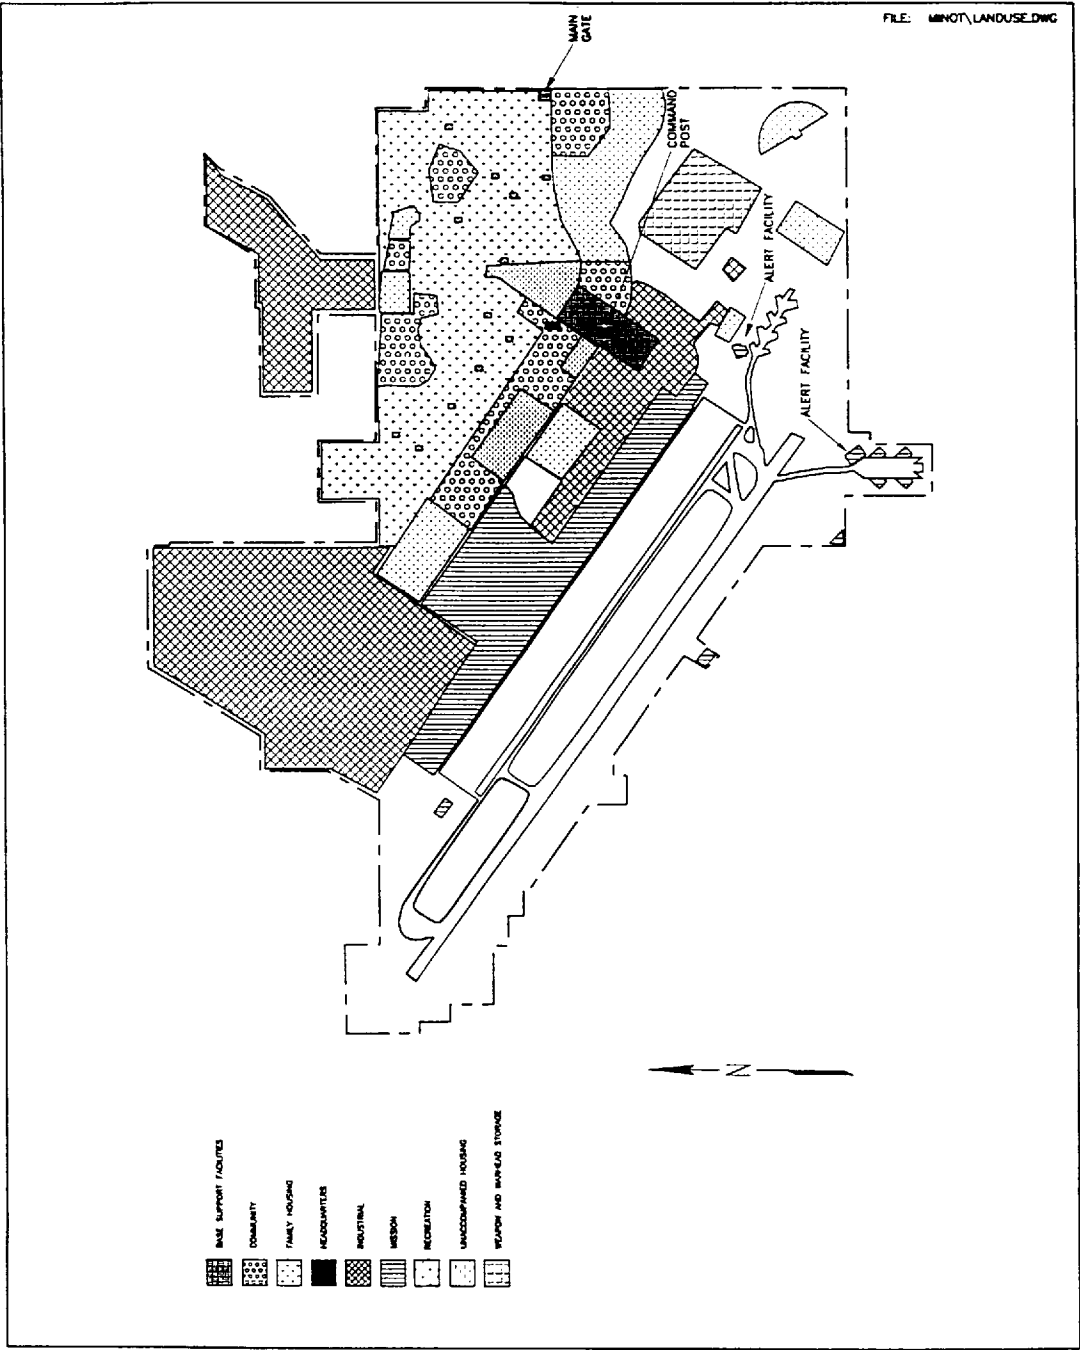 FILE: MINOT\LANDUSE.DWG
MAIN
GATE
COMMAND
POST
ALERT FACILITY
ALERT FACILITY
N
BASE SUPPORT FACILITIES
COMMUNITY
FAMILY HOUSING
HEADQUARTERS
INDUSTRIAL
MISSION
RECREATION
UNACCOMPANIED HOUSING
WEAPON AND WARHEAD STORAGE